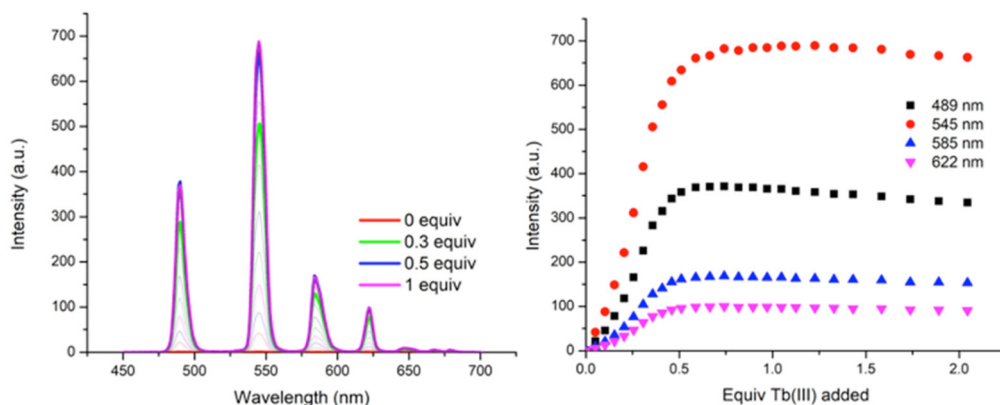 700
600
500
400
300
200
100
0
450
500
550
600
650
700
Intensity (a.u.)
Wavelength (nm)
0 equiv
0.3 equiv
0.5 equiv
1 equiv
700
600
500
400
300
200
100
0
0.0
0.5
1.0
1.5
2.0
Intensity (a.u.)
Equiv Tb(III) added
489 nm
545 nm
585 nm
622 nm